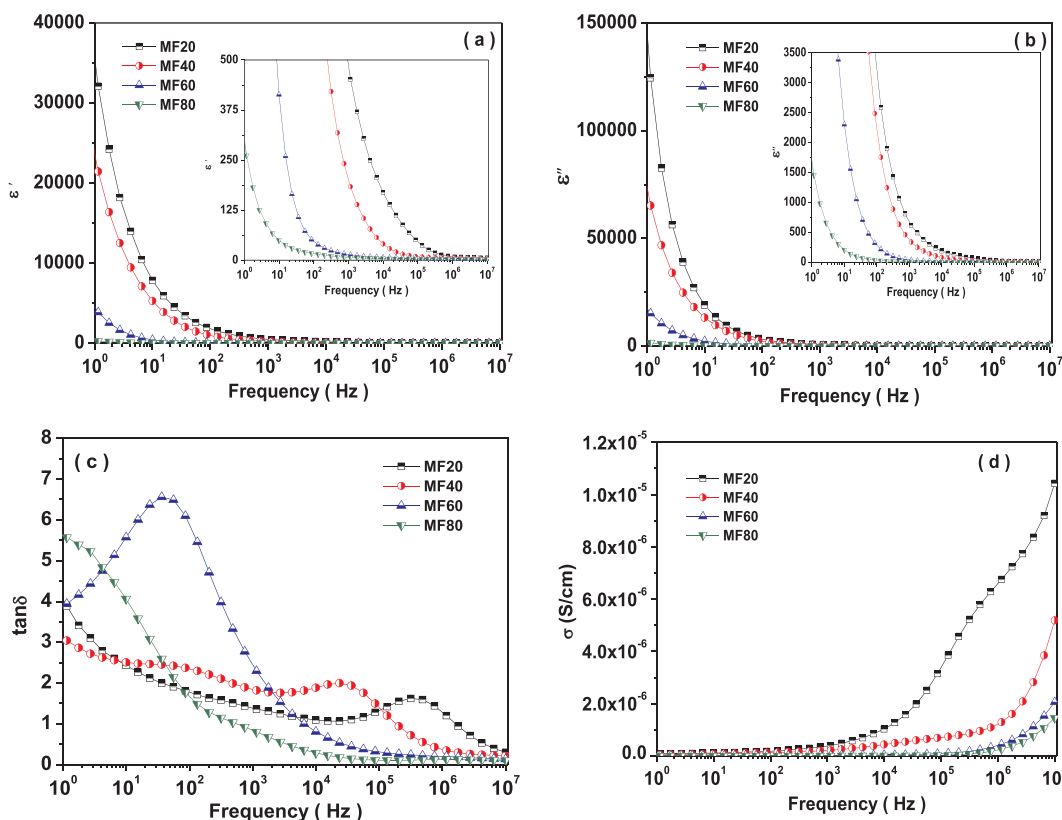 ( a )
MF20
MF40
MF60
MF80
40000
30000
20000
10000
0
ε ′
10⁰ 10¹ 10² 10³ 10⁴ 10⁵ 10⁶ 10⁷
Frequency ( Hz )
500
375
250
125
0
ε ′
10⁰ 10¹ 10² 10³ 10⁴ 10⁵ 10⁶ 10⁷
Frequency ( Hz )
( b )
MF20
MF40
MF60
MF80
150000
100000
50000
0
ε″
10⁰ 10¹ 10² 10³ 10⁴ 10⁵ 10⁶ 10⁷
Frequency ( Hz )
3500
3000
2500
2000
1500
1000
500
0
ε″
10⁰ 10¹ 10² 10³ 10⁴ 10⁵ 10⁶ 10⁷
Frequency ( Hz )
( c )
MF20
MF40
MF60
MF80
8
7
6
5
4
3
2
1
0
tanδ
10⁰ 10¹ 10² 10³ 10⁴ 10⁵ 10⁶ 10⁷
Frequency ( Hz )
( d )
MF20
MF40
MF60
MF80
1.2x10⁻⁵
1.0x10⁻⁵
8.0x10⁻⁶
6.0x10⁻⁶
4.0x10⁻⁶
2.0x10⁻⁶
0.0
σ (S/cm)
10⁰ 10¹ 10² 10³ 10⁴ 10⁵ 10⁶ 10⁷
Frequency ( Hz )